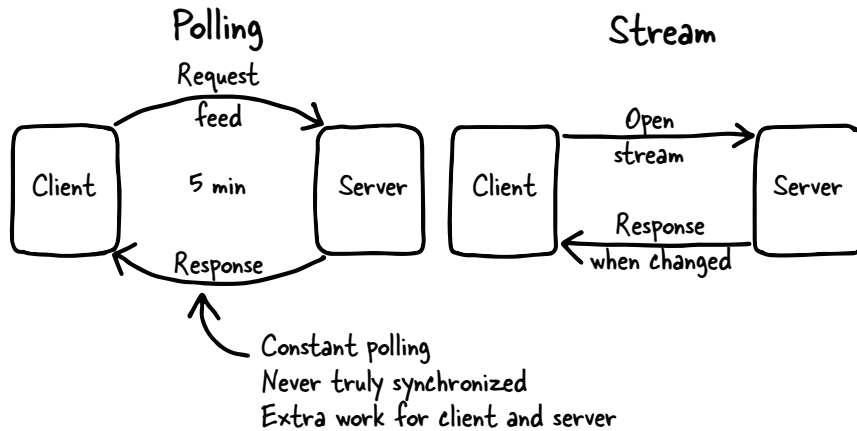 Polling
Request
feed
Client
5 min
Server
Response
Constant polling
Never truly synchronized
Extra work for client and server
Stream
Open
stream
Client
Server
Response
when changed